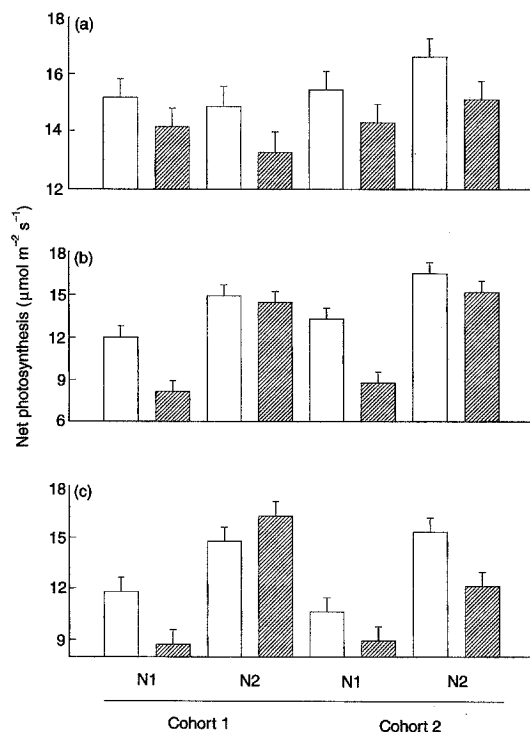 (a)
18
16
14
12
(b)
18
15
12
9
6
(c)
18
15
12
9
Net photosynthesis (μmol m⁻² s⁻¹)
N1 N2 N1 N2
Cohort 1 Cohort 2